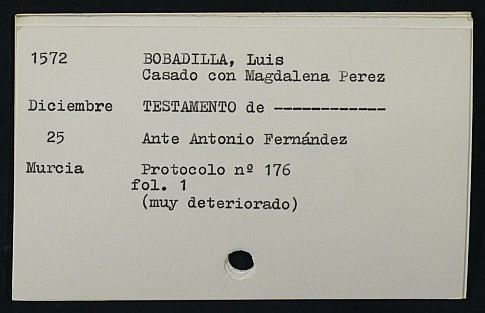 1572 BOBADILLA, Luis
Casado con Magdalena Perez
Diciembre TESTAMENTO de ------------
25 Ante Antonio Fernández
Murcia Protocolo nº 176
fol. 1
(muy deteriorado)